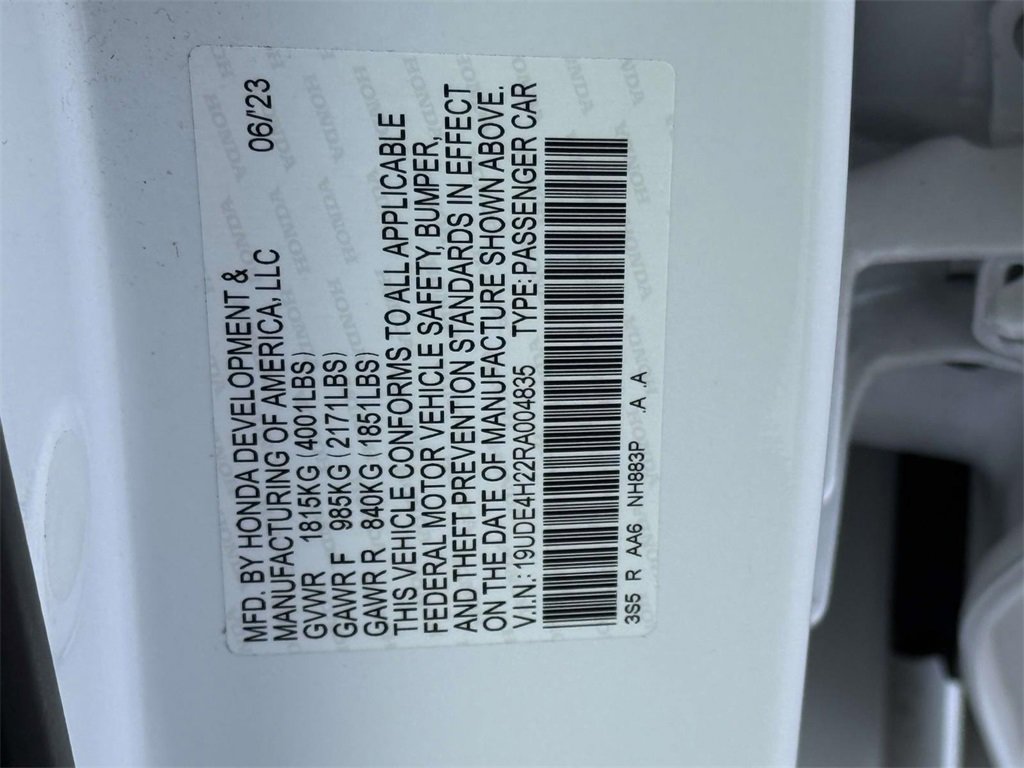 MFD. BY HONDA DEVELOPMENT &
MANUFACTURING OF AMERICA, LLC 06/'23
GVWR 1815KG (4001LBS)
GAWR F 985KG (2171LBS)
GAWR R 840KG (1851LBS)
THIS VEHICLE CONFORMS TO ALL APPLICABLE
FEDERAL MOTOR VEHICLE SAFETY, BUMPER,
AND THEFT PREVENTION STANDARDS IN EFFECT
ON THE DATE OF MANUFACTURE SHOWN ABOVE.
V.I.N.: 19UDE4H22RA004835 TYPE: PASSENGER CAR
3S5 R AA6 NH883P .A .A